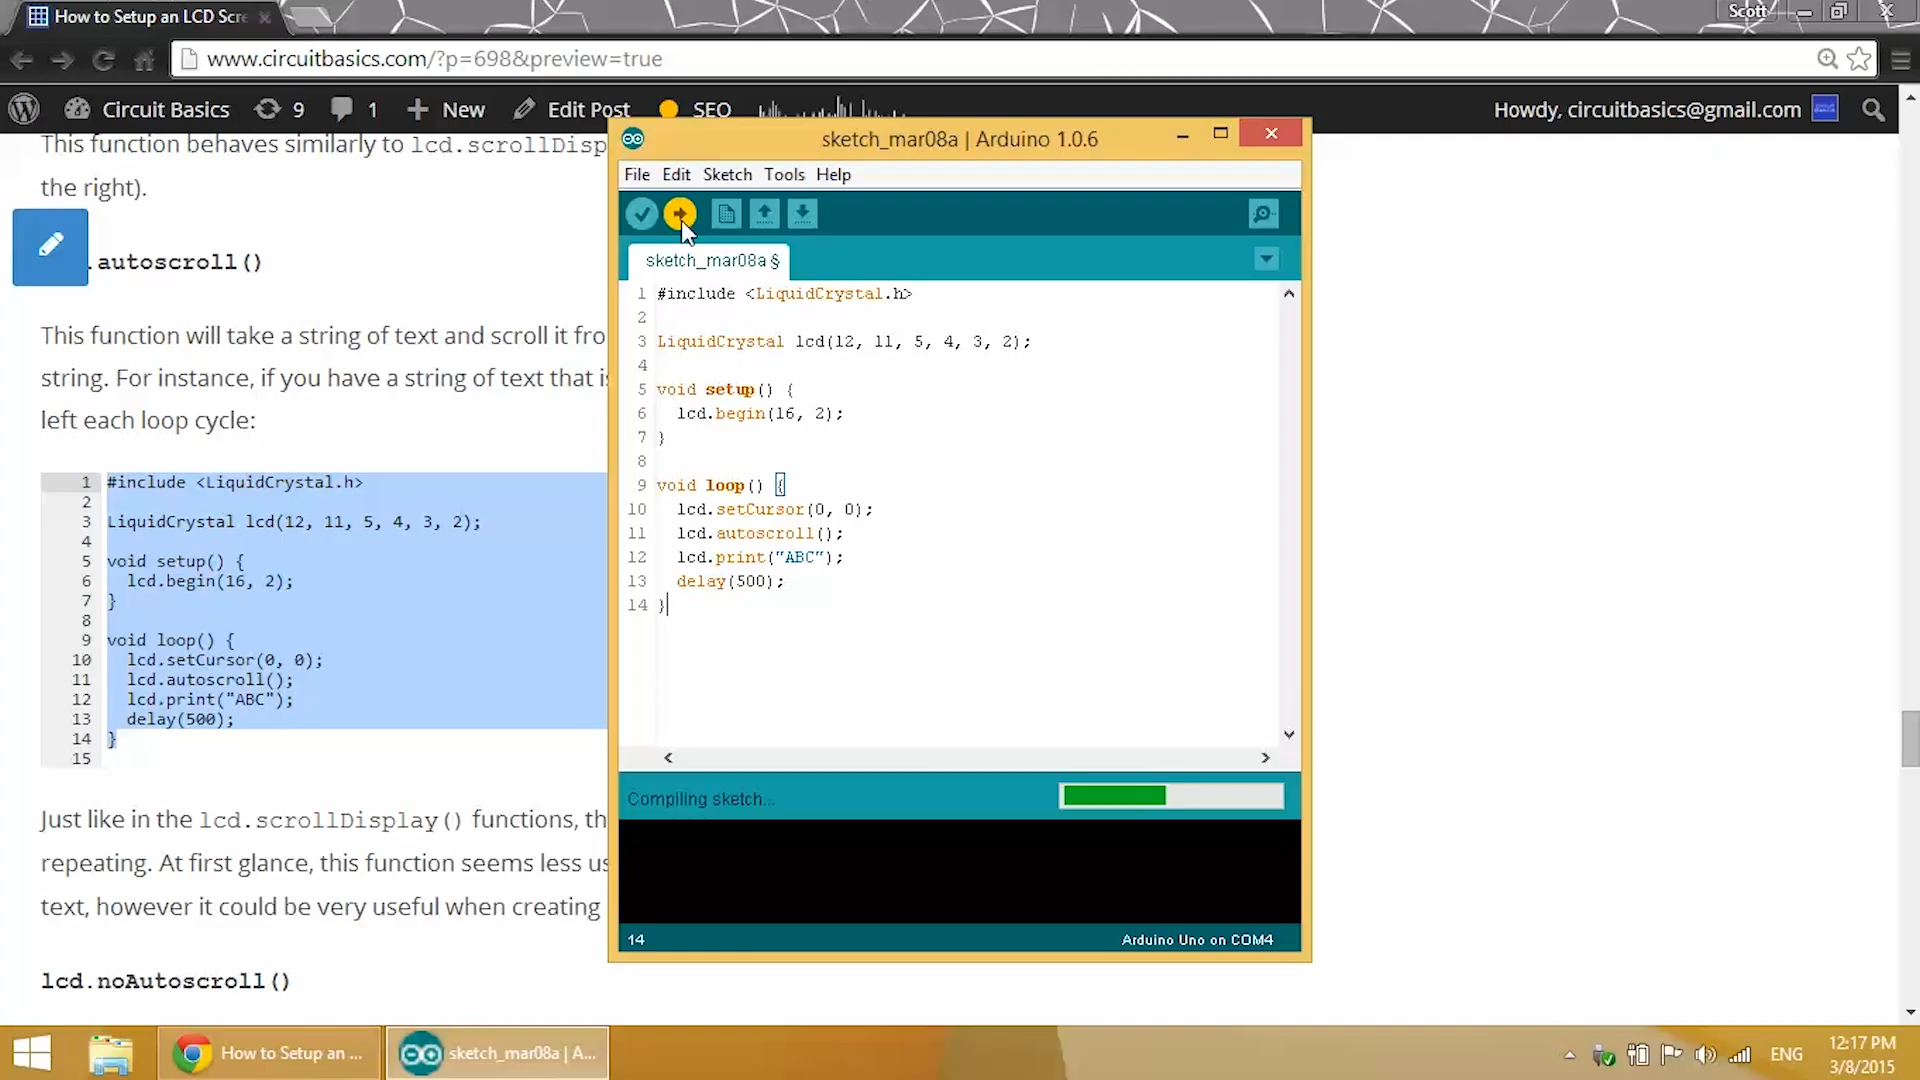 How to Setup an LCD Scre
Scott
www.circuitbasics.com/?p=698&preview=true
Circuit Basics 9 1 New Edit Post SEO Howdy, circuitbasics@gmail.com
This function behaves similarly to lcd.scrollDisp
the right).
.autoscroll()
This function will take a string of text and scroll it fro
string. For instance, if you have a string of text that is
left each loop cycle:
1 #include <LiquidCrystal.h>
2
3 LiquidCrystal lcd(12, 11, 5, 4, 3, 2);
4
5 void setup() {
6 lcd.begin(16, 2);
7 }
8
9 void loop() {
10 lcd.setCursor(0, 0);
11 lcd.autoscroll();
12 lcd.print("ABC");
13 delay(500);
14 }
15
Just like in the lcd.scrollDisplay() functions, th
repeating. At first glance, this function seems less us
text, however it could be very useful when creating
lcd.noAutoscroll()
sketch_mar08a | Arduino 1.0.6
File Edit Sketch Tools Help
sketch_mar08a §
1 #include <LiquidCrystal.h>
2
3 LiquidCrystal lcd(12, 11, 5, 4, 3, 2);
4
5 void setup() {
6 lcd.begin(16, 2);
7 }
8
9 void loop() {
10 lcd.setCursor(0, 0);
11 lcd.autoscroll();
12 lcd.print("ABC");
13 delay(500);
14 }
Compiling sketch...
14 Arduino Uno on COM4
How to Setup an ...
sketch_mar08a | A...
ENG
12:17 PM
3/8/2015